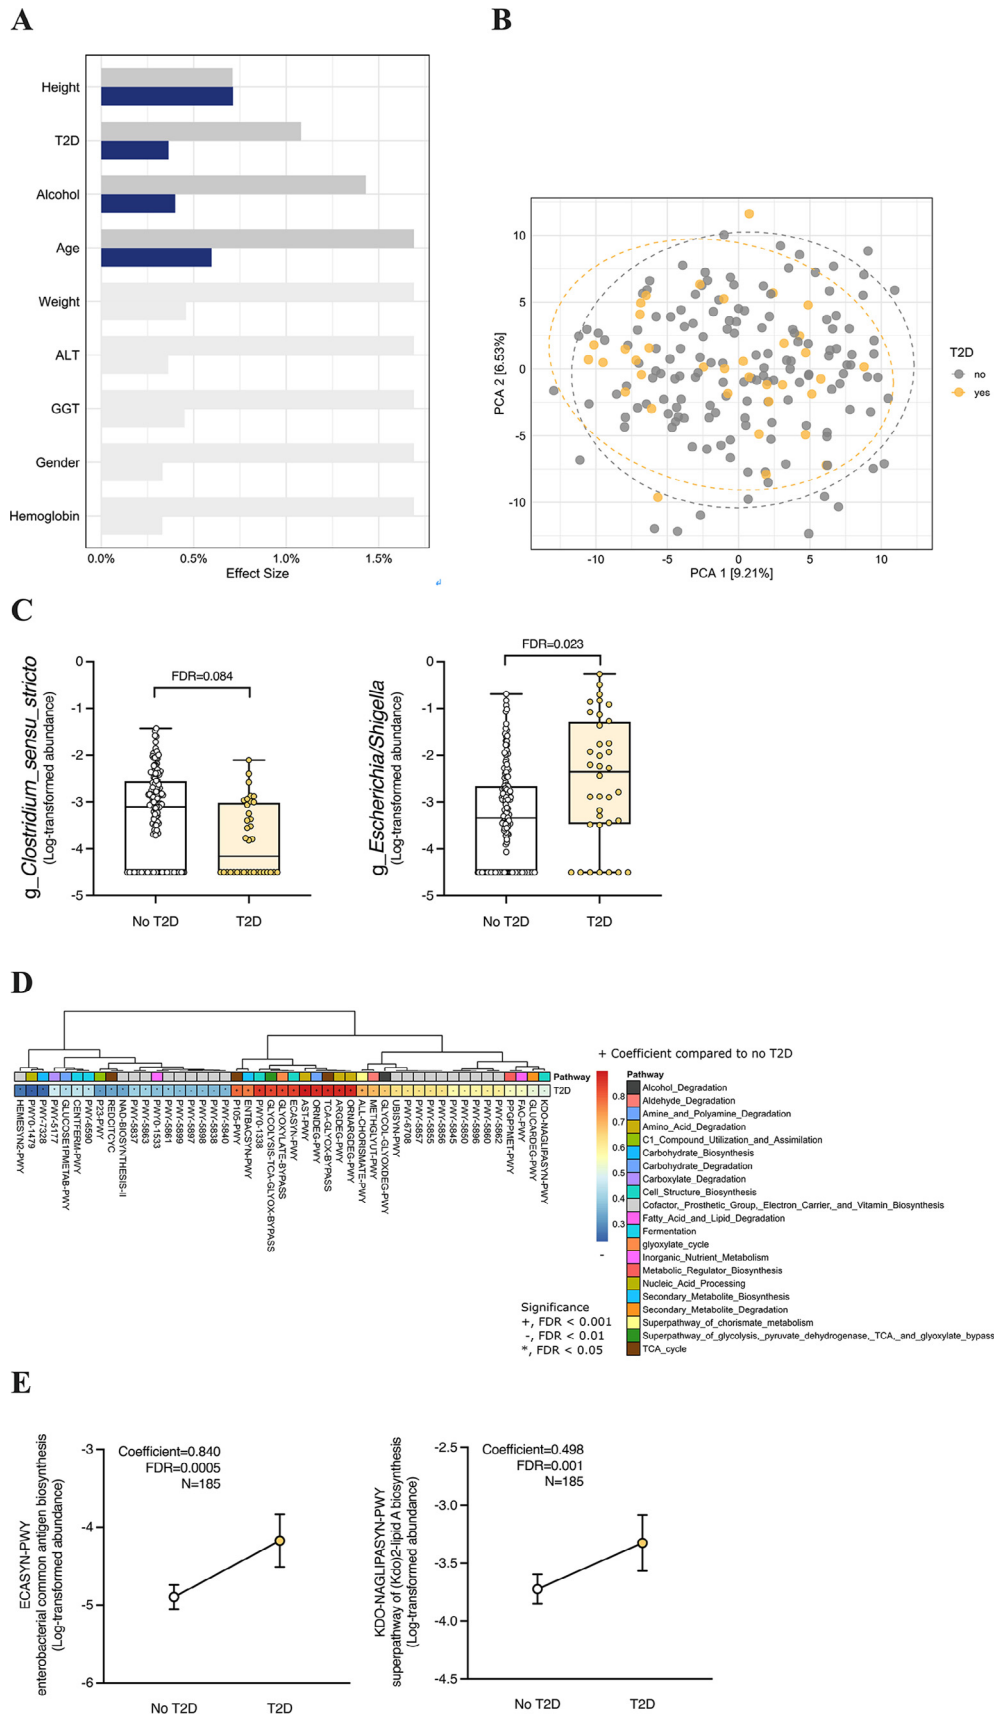 A
Height
T2D
Alcohol
Age
Weight
ALT
GGT
Gender
Hemoglobin
0.0%
0.5%
1.0%
1.5%
Effect Size
B
10
5
0
-5
-10
PCA 2 [6.53%]
-10
-5
0
5
10
PCA 1 [9.21%]
T2D
no
yes
C
g_Clostridium_sensu_stricto
(Log-transformed abundance)
0
-1
-2
-3
-4
-5
FDR=0.084
No T2D
T2D
g_Escherichia/Shigella
(Log-transformed abundance)
0
-1
-2
-3
-4
-5
FDR=0.023
No T2D
T2D
D
Pathway
T2D
HEMESYN2-PWY
PWY0-1479
PWY-7323
PWY-5177
GLUCOSE1PMETAB-PWY
CENTFERM-PWY
PWY-6590
P23-PWY
REDCITCYC
NAD-BIOSYNTHESIS-II
PWY-5837
PWY-5863
PWY0-1533
PWY-5861
PWY-5897
PWY-5899
PWY-5898
PWY-5838
PWY-5840
P105-PWY
ENTBACSYN-PWY
PWY0-1338
GLYCOLYSIS-TCA-GLYOX-BYPASS
GLYOXYLATE-BYPASS
ECASYN-PWY
AST-PWY
ORNDEG-PWY
TCA-GLYOX-BYPASS
ARGDEG-PWY
ORNARGDEG-PWY
ALL-CHORISMATE-PWY
METHGLYUT-PWY
GLYCOL-GLYOXDEG-PWY
UBISYN-PWY
PWY-6708
PWY-5857
PWY-5855
PWY-5856
PWY-5845
PWY-5850
PWY-5896
PWY-5860
PWY-5862
PPGPPMET-PWY
FAO-PWY
GLUCARDEG-PWY
KDO-NAGLIPASYN-PWY
+ Coefficient compared to no T2D
0.8
0.7
0.6
0.5
0.4
0.3
-
Pathway
Alcohol_Degradation
Aldehyde_Degradation
Amine_and_Polyamine_Degradation
Amino_Acid_Degradation
C1_Compound_Utilization_and_Assimilation
Carbohydrate_Biosynthesis
Carbohydrate_Degradation
Carboxylate_Degradation
Cell_Structure_Biosynthesis
Cofactor,_Prosthetic_Group,_Electron_Carrier,_and_Vitamin_Biosynthesis
Fatty_Acid_and_Lipid_Degradation
Fermentation
glyoxylate_cycle
Inorganic_Nutrient_Metabolism
Metabolic_Regulator_Biosynthesis
Nucleic_Acid_Processing
Secondary_Metabolite_Biosynthesis
Secondary_Metabolite_Degradation
Superpathway_of_chorismate_metabolism
Superpathway_of_glycolysis,_pyruvate_dehydrogenase,_TCA,_and_glyoxylate_bypass
TCA_cycle
Significance
+, FDR < 0.001
-, FDR < 0.01
*, FDR < 0.05
E
ECASYN-PWY
enterobacterial common antigen biosynthesis
(Log-transformed abundance)
-3
-4
-5
-6
Coefficient=0.840
FDR=0.0005
N=185
No T2D
T2D
KDO-NAGLIPASYN-PWY
superpathway of (Kdo)2-lipid A biosynthesis
(Log-transformed abundance)
-2.5
-3.0
-3.5
-4.0
-4.5
Coefficient=0.498
FDR=0.001
N=185
No T2D
T2D